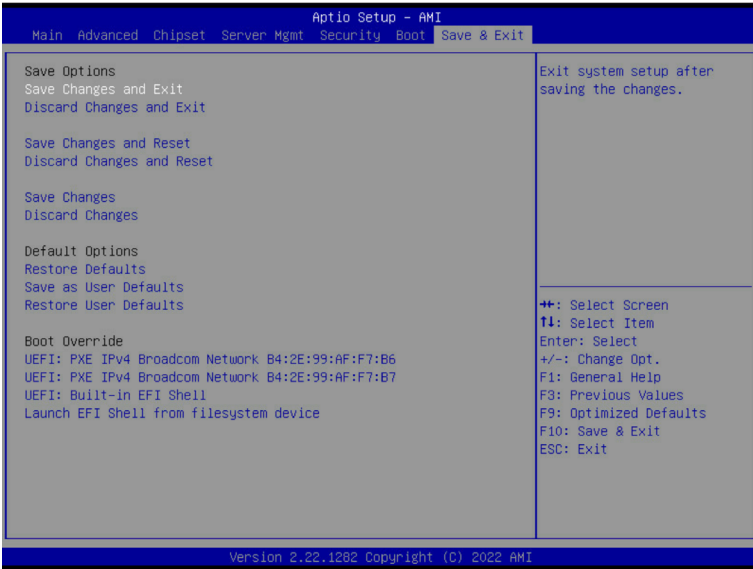 Aptio Setup – AMI
Main Advanced Chipset Server Mgmt Security Boot Save & Exit
Save Options
Save Changes and Exit
Discard Changes and Exit
Save Changes and Reset
Discard Changes and Reset
Save Changes
Discard Changes
Default Options
Restore Defaults
Save as User Defaults
Restore User Defaults
Boot Override
UEFI: PXE IPv4 Broadcom Network B4:2E:99:AF:F7:B6
UEFI: PXE IPv4 Broadcom Network B4:2E:99:AF:F7:B7
UEFI: Built-in EFI Shell
Launch EFI Shell from filesystem device
Exit system setup after
saving the changes.
→←: Select Screen
↑↓: Select Item
Enter: Select
+/-: Change Opt.
F1: General Help
F3: Previous Values
F9: Optimized Defaults
F10: Save & Exit
ESC: Exit
Version 2.22.1282 Copyright (C) 2022 AMI